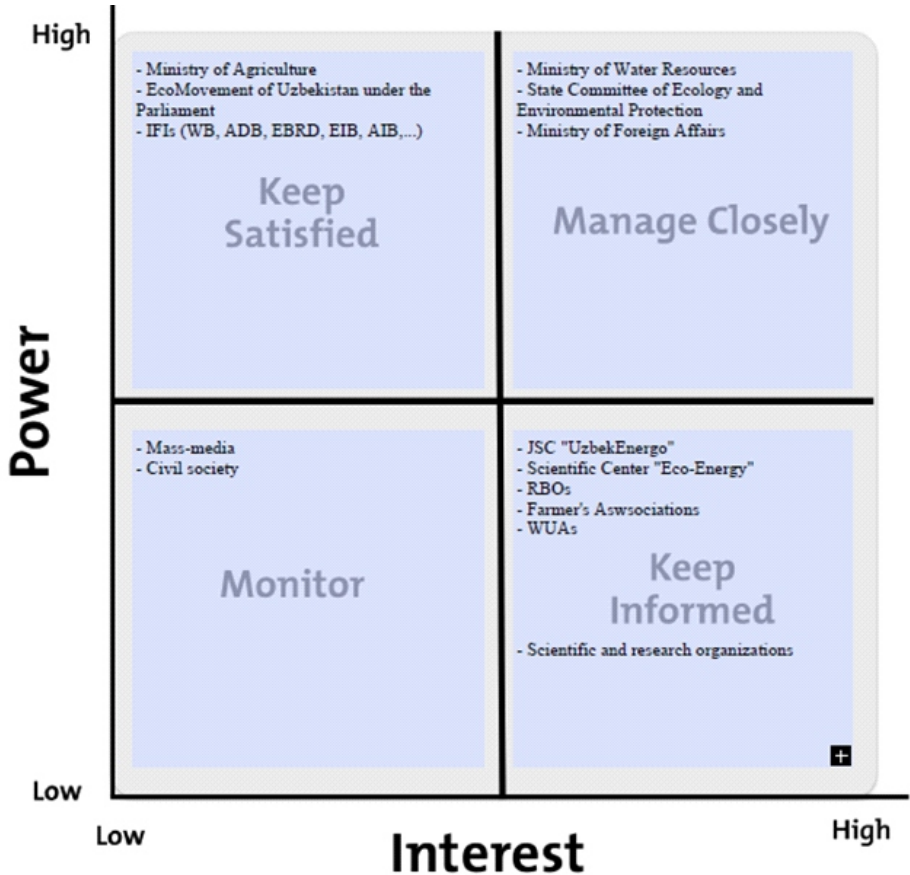 High
- Ministry of Agriculture
- EcoMovement of Uzbekistan under the
Parliament
- IFIs (WB, ADB, EBRD, EIB, AIB,...)
Keep
Satisfied
- Ministry of Water Resources
- State Committee of Ecology and
Environmental Protection
- Ministry of Foreign Affairs
Manage Closely
Power
- Mass-media
- Civil society
Monitor
- JSC "UzbekEnergo"
- Scientific Center "Eco-Energy"
- RBOs
- Farmer's Aswsociations
- WUAs
Keep
Informed
- Scientific and research organizations
+
Low
Low
Interest
High